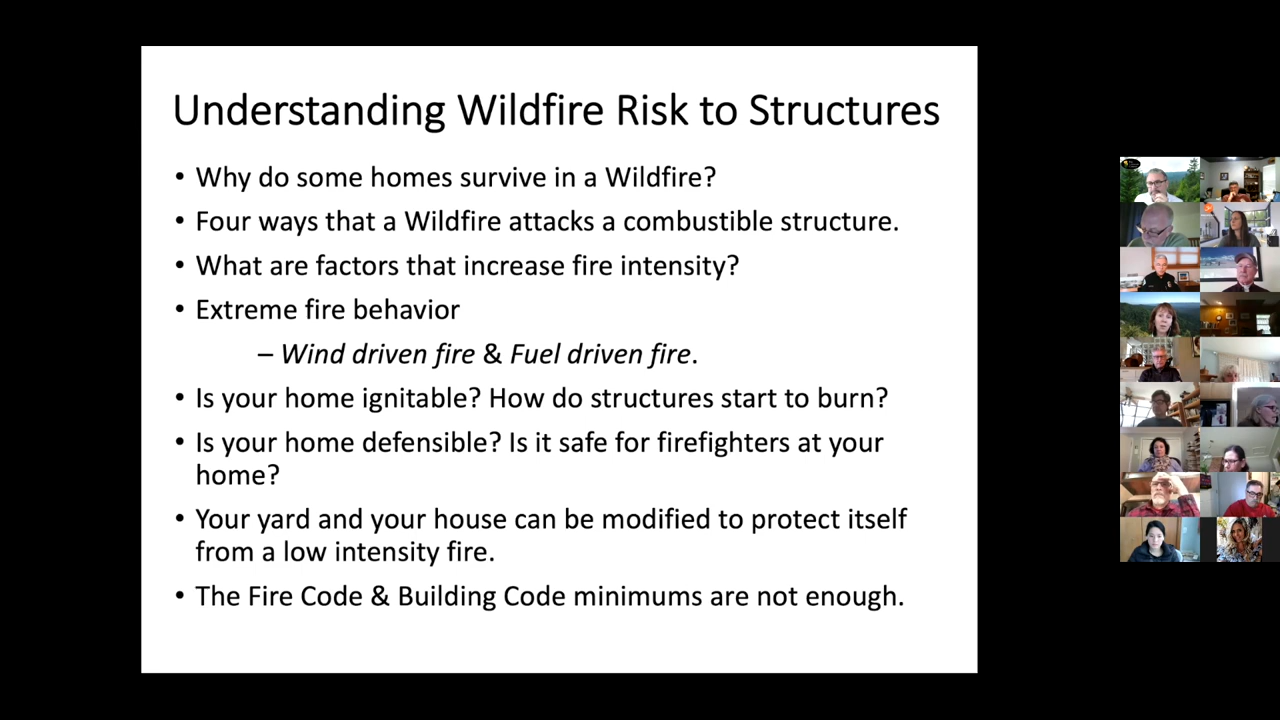 Understanding Wildfire Risk to Structures
• Why do some homes survive in a Wildfire?
• Four ways that a Wildfire attacks a combustible structure.
• What are factors that increase fire intensity?
• Extreme fire behavior
– Wind driven fire & Fuel driven fire.
• Is your home ignitable? How do structures start to burn?
• Is your home defensible? Is it safe for firefighters at your
home?
• Your yard and your house can be modified to protect itself
from a low intensity fire.
• The Fire Code & Building Code minimums are not enough.